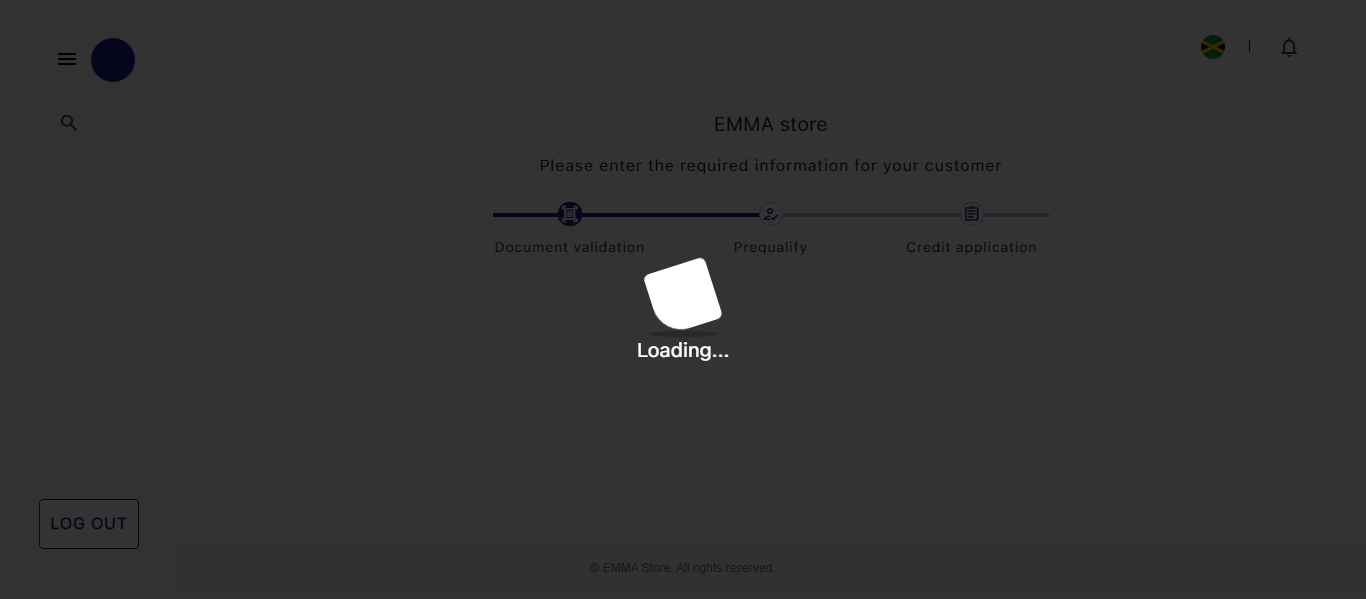 EMMA store
Please enter the required information for your customer
Document validation
Prequalify
Credit application
Loading...
LOG OUT
© EMMA Store. All rights reserved.